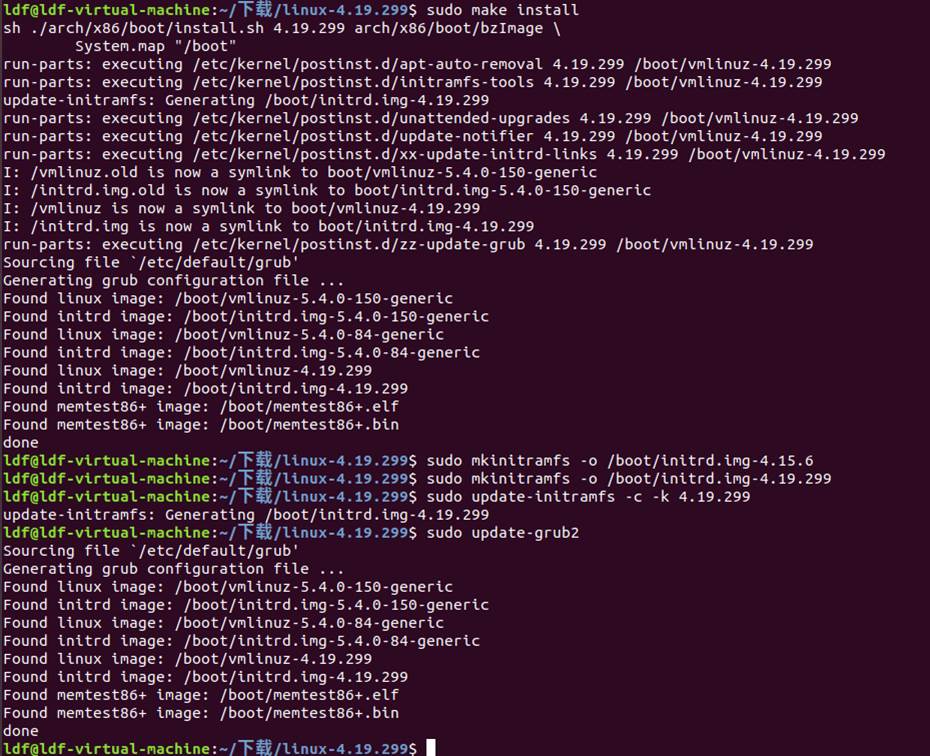 ldf@ldf-virtual-machine:~/下载/linux-4.19.299$ sudo make install
sh ./arch/x86/boot/install.sh 4.19.299 arch/x86/boot/bzImage \
        System.map "/boot"
run-parts: executing /etc/kernel/postinst.d/apt-auto-removal 4.19.299 /boot/vmlinuz-4.19.299
run-parts: executing /etc/kernel/postinst.d/initramfs-tools 4.19.299 /boot/vmlinuz-4.19.299
update-initramfs: Generating /boot/initrd.img-4.19.299
run-parts: executing /etc/kernel/postinst.d/unattended-upgrades 4.19.299 /boot/vmlinuz-4.19.299
run-parts: executing /etc/kernel/postinst.d/update-notifier 4.19.299 /boot/vmlinuz-4.19.299
run-parts: executing /etc/kernel/postinst.d/xx-update-initrd-links 4.19.299 /boot/vmlinuz-4.19.299
I: /vmlinuz.old is now a symlink to boot/vmlinuz-5.4.0-150-generic
I: /initrd.img.old is now a symlink to boot/initrd.img-5.4.0-150-generic
I: /vmlinuz is now a symlink to boot/vmlinuz-4.19.299
I: /initrd.img is now a symlink to boot/initrd.img-4.19.299
run-parts: executing /etc/kernel/postinst.d/zz-update-grub 4.19.299 /boot/vmlinuz-4.19.299
Sourcing file `/etc/default/grub'
Generating grub configuration file ...
Found linux image: /boot/vmlinuz-5.4.0-150-generic
Found initrd image: /boot/initrd.img-5.4.0-150-generic
Found linux image: /boot/vmlinuz-5.4.0-84-generic
Found initrd image: /boot/initrd.img-5.4.0-84-generic
Found linux image: /boot/vmlinuz-4.19.299
Found initrd image: /boot/initrd.img-4.19.299
Found memtest86+ image: /boot/memtest86+.elf
Found memtest86+ image: /boot/memtest86+.bin
done
ldf@ldf-virtual-machine:~/下载/linux-4.19.299$ sudo mkinitramfs -o /boot/initrd.img-4.15.6
ldf@ldf-virtual-machine:~/下载/linux-4.19.299$ sudo mkinitramfs -o /boot/initrd.img-4.19.299
ldf@ldf-virtual-machine:~/下载/linux-4.19.299$ sudo update-initramfs -c -k 4.19.299
update-initramfs: Generating /boot/initrd.img-4.19.299
ldf@ldf-virtual-machine:~/下载/linux-4.19.299$ sudo update-grub2
Sourcing file `/etc/default/grub'
Generating grub configuration file ...
Found linux image: /boot/vmlinuz-5.4.0-150-generic
Found initrd image: /boot/initrd.img-5.4.0-150-generic
Found linux image: /boot/vmlinuz-5.4.0-84-generic
Found initrd image: /boot/initrd.img-5.4.0-84-generic
Found linux image: /boot/vmlinuz-4.19.299
Found initrd image: /boot/initrd.img-4.19.299
Found memtest86+ image: /boot/memtest86+.elf
Found memtest86+ image: /boot/memtest86+.bin
done
ldf@ldf-virtual-machine:~/下载/linux-4.19.299$